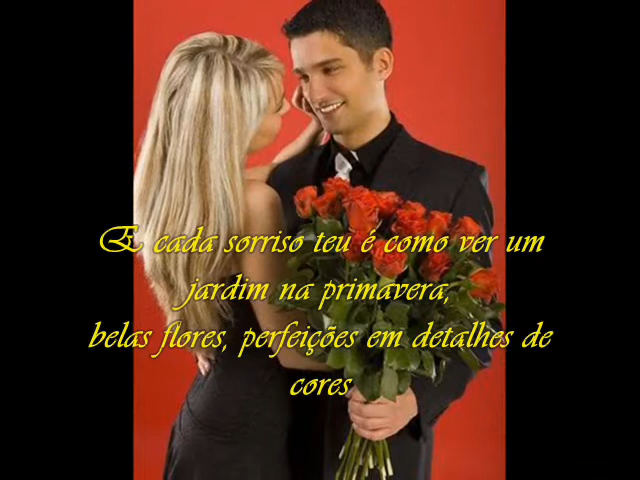 E cada sorriso teu é como ver um
jardim na primavera,
belas flores, perfeições em detalhes de
cores